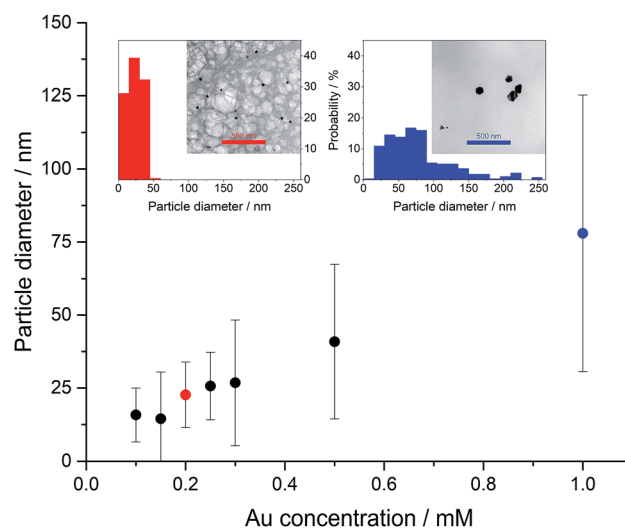 150
125
100
75
50
25
0
Particle diameter / nm
0.0 0.2 0.4 0.6 0.8 1.0
Au concentration / mM
40
30
20
10
0
0 50 100 150 200 250
Particle diameter / nm
500 nm
Probability / %
40
30
20
10
0
0 50 100 150 200 250
Particle diameter / nm
500 nm